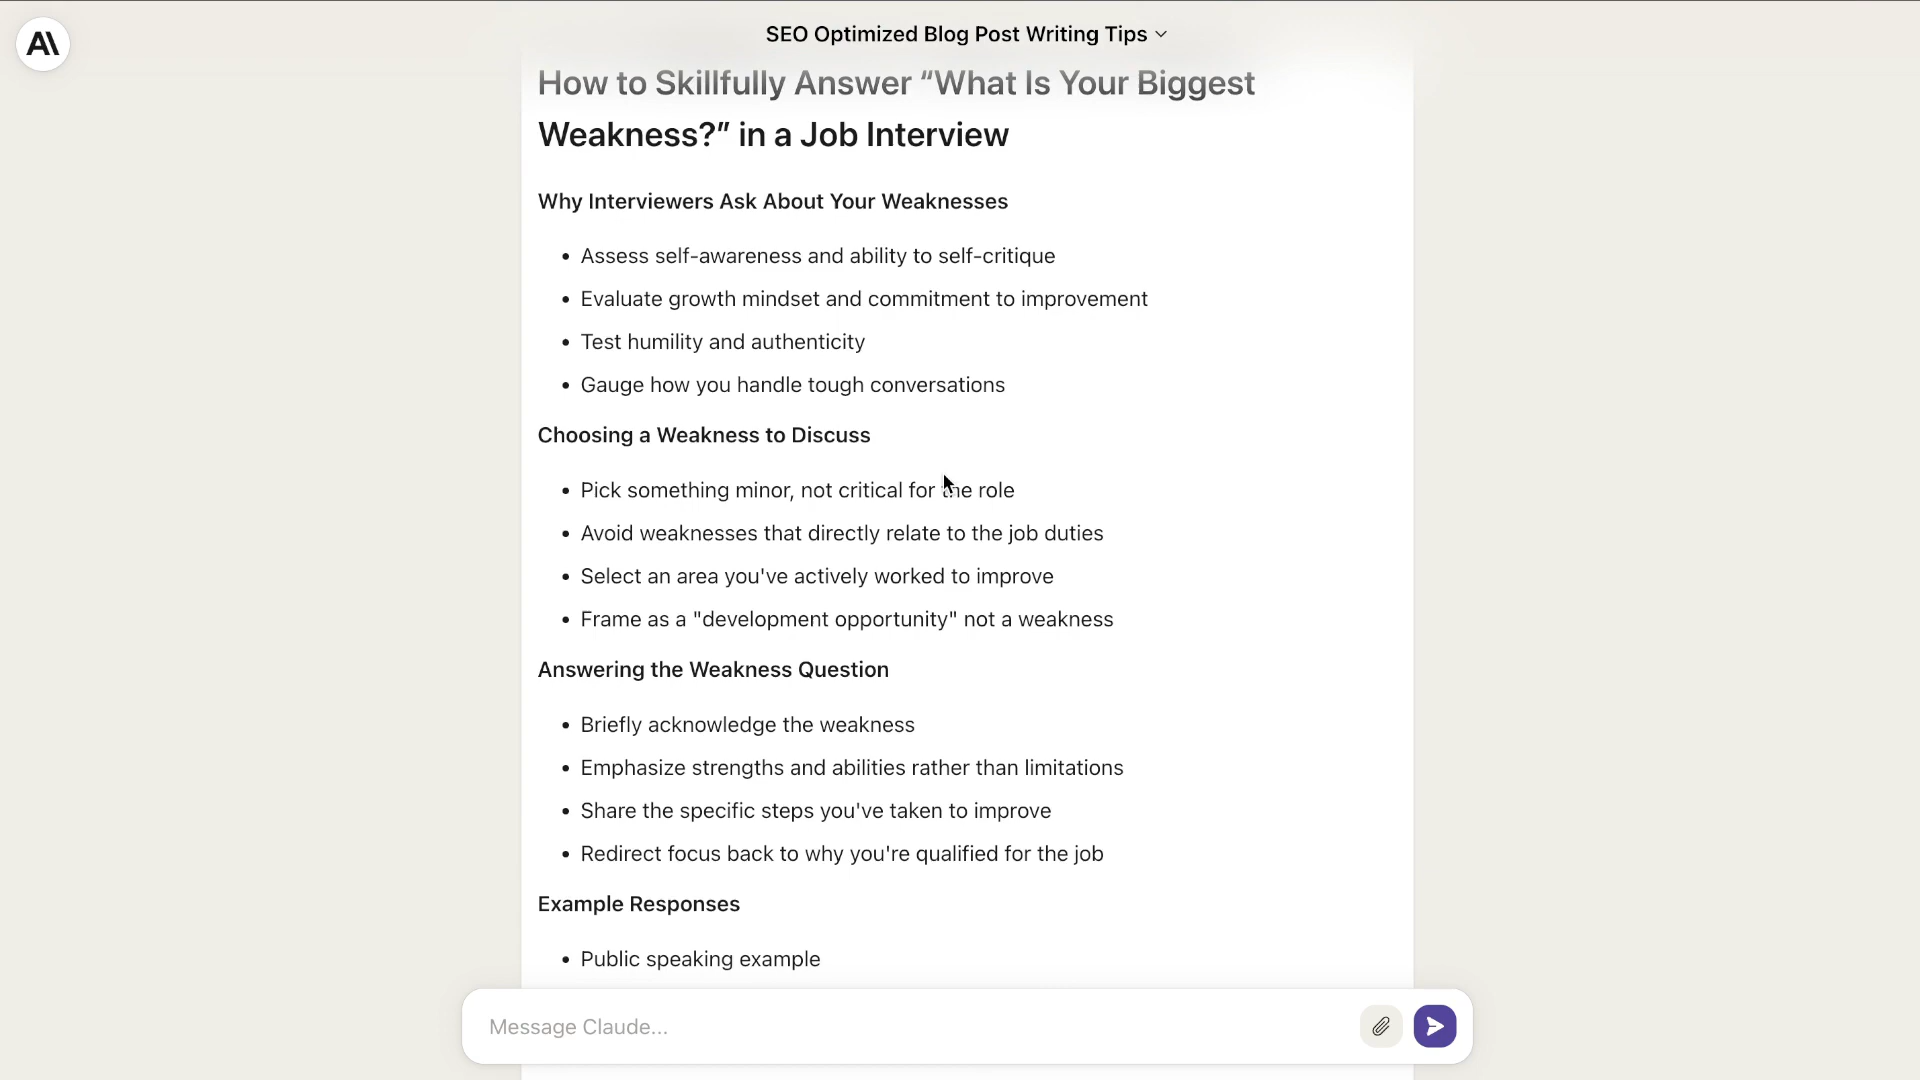 SEO Optimized Blog Post Writing Tips
How to Skillfully Answer “What Is Your Biggest
Weakness?” in a Job Interview
Why Interviewers Ask About Your Weaknesses
• Assess self-awareness and ability to self-critique
• Evaluate growth mindset and commitment to improvement
• Test humility and authenticity
• Gauge how you handle tough conversations
Choosing a Weakness to Discuss
• Pick something minor, not critical for the role
• Avoid weaknesses that directly relate to the job duties
• Select an area you've actively worked to improve
• Frame as a "development opportunity" not a weakness
Answering the Weakness Question
• Briefly acknowledge the weakness
• Emphasize strengths and abilities rather than limitations
• Share the specific steps you've taken to improve
• Redirect focus back to why you're qualified for the job
Example Responses
• Public speaking example
Message Claude...